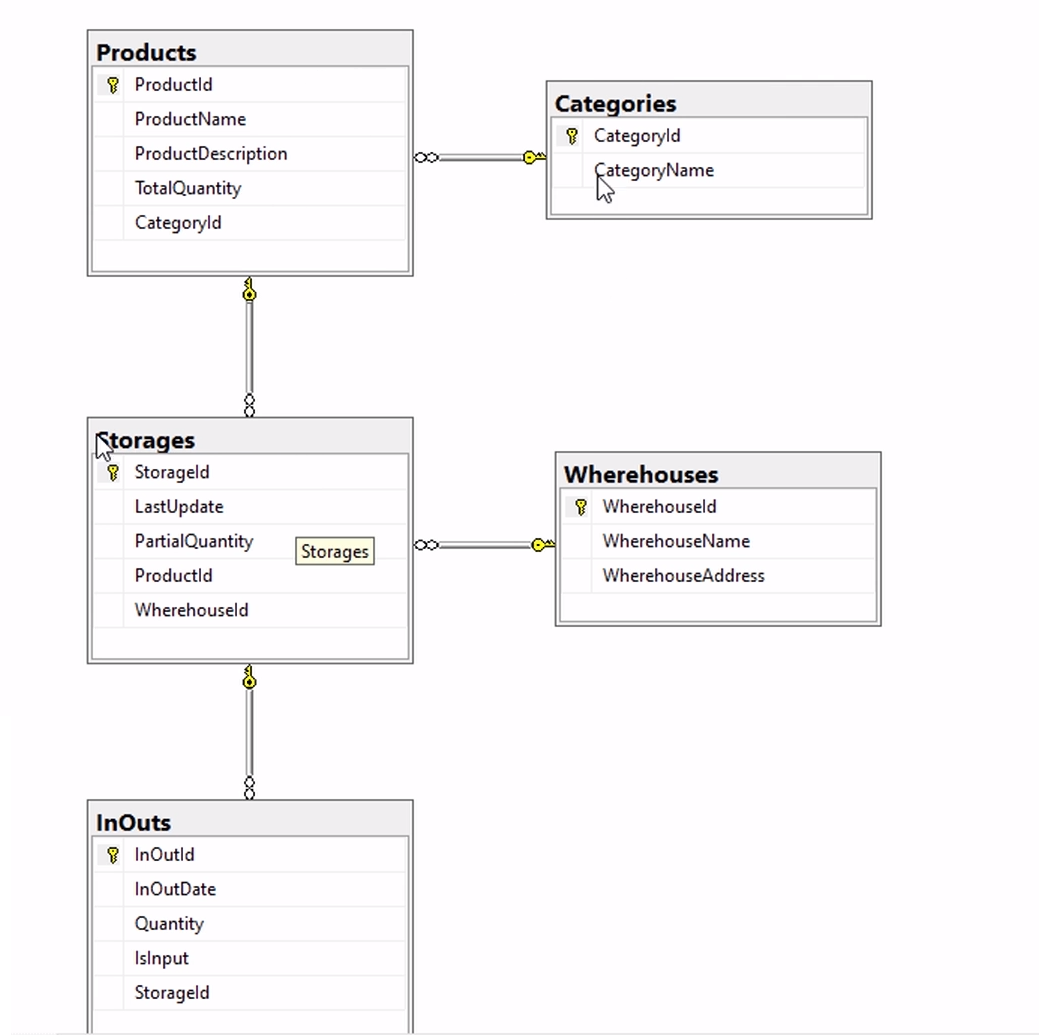 Products
ProductId
ProductName
ProductDescription
TotalQuantity
CategoryId
Categories
CategoryId
CategoryName
Storages
StorageId
LastUpdate
PartialQuantity
ProductId
WherehouseId
Storages
Wherehouses
WherehouseId
WherehouseName
WherehouseAddress
InOuts
InOutId
InOutDate
Quantity
IsInput
StorageId